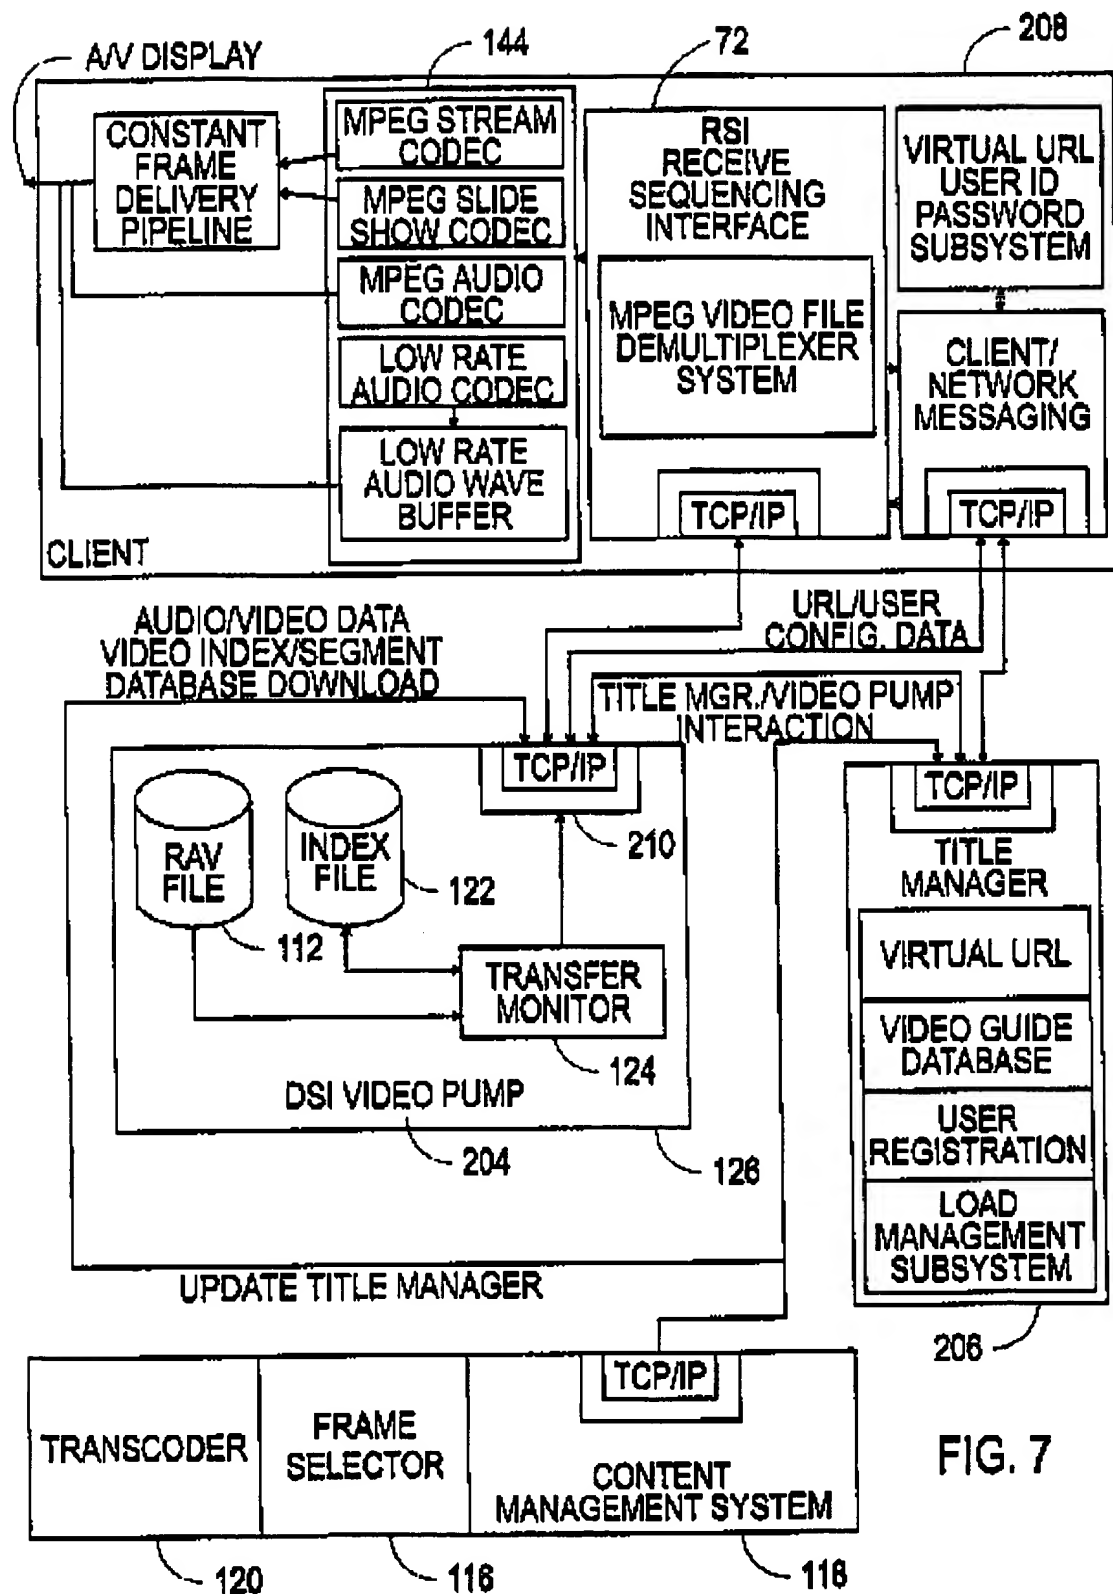 A/V DISPLAY
144
72
208
CONSTANT
FRAME
DELIVERY
PIPELINE
MPEG STREAM
CODEC
MPEG SLIDE
SHOW CODEC
MPEG AUDIO
CODEC
LOW RATE
AUDIO CODEC
LOW RATE
AUDIO WAVE
BUFFER
RSI
RECEIVE
SEQUENCING
INTERFACE
MPEG VIDEO FILE
DEMULTIPLEXER
SYSTEM
TCP/IP
VIRTUAL URL
USER ID
PASSWORD
SUBSYSTEM
CLIENT/
NETWORK
MESSAGING
TCP/IP
CLIENT
AUDIO/VIDEO DATA
VIDEO INDEX/SEGMENT
DATABASE DOWNLOAD
URL/USER
CONFIG. DATA
TITLE MGR./VIDEO PUMP
INTERACTION
TCP/IP
210
RAV
FILE
112
INDEX
FILE
122
TRANSFER
MONITOR
124
DSI VIDEO PUMP
204
126
TCP/IP
TITLE
MANAGER
VIRTUAL URL
VIDEO GUIDE
DATABASE
USER
REGISTRATION
LOAD
MANAGEMENT
SUBSYSTEM
206
UPDATE TITLE MANAGER
TRANSCODER
FRAME
SELECTOR
TCP/IP
CONTENT
MANAGEMENT SYSTEM
120
116
118
FIG. 7